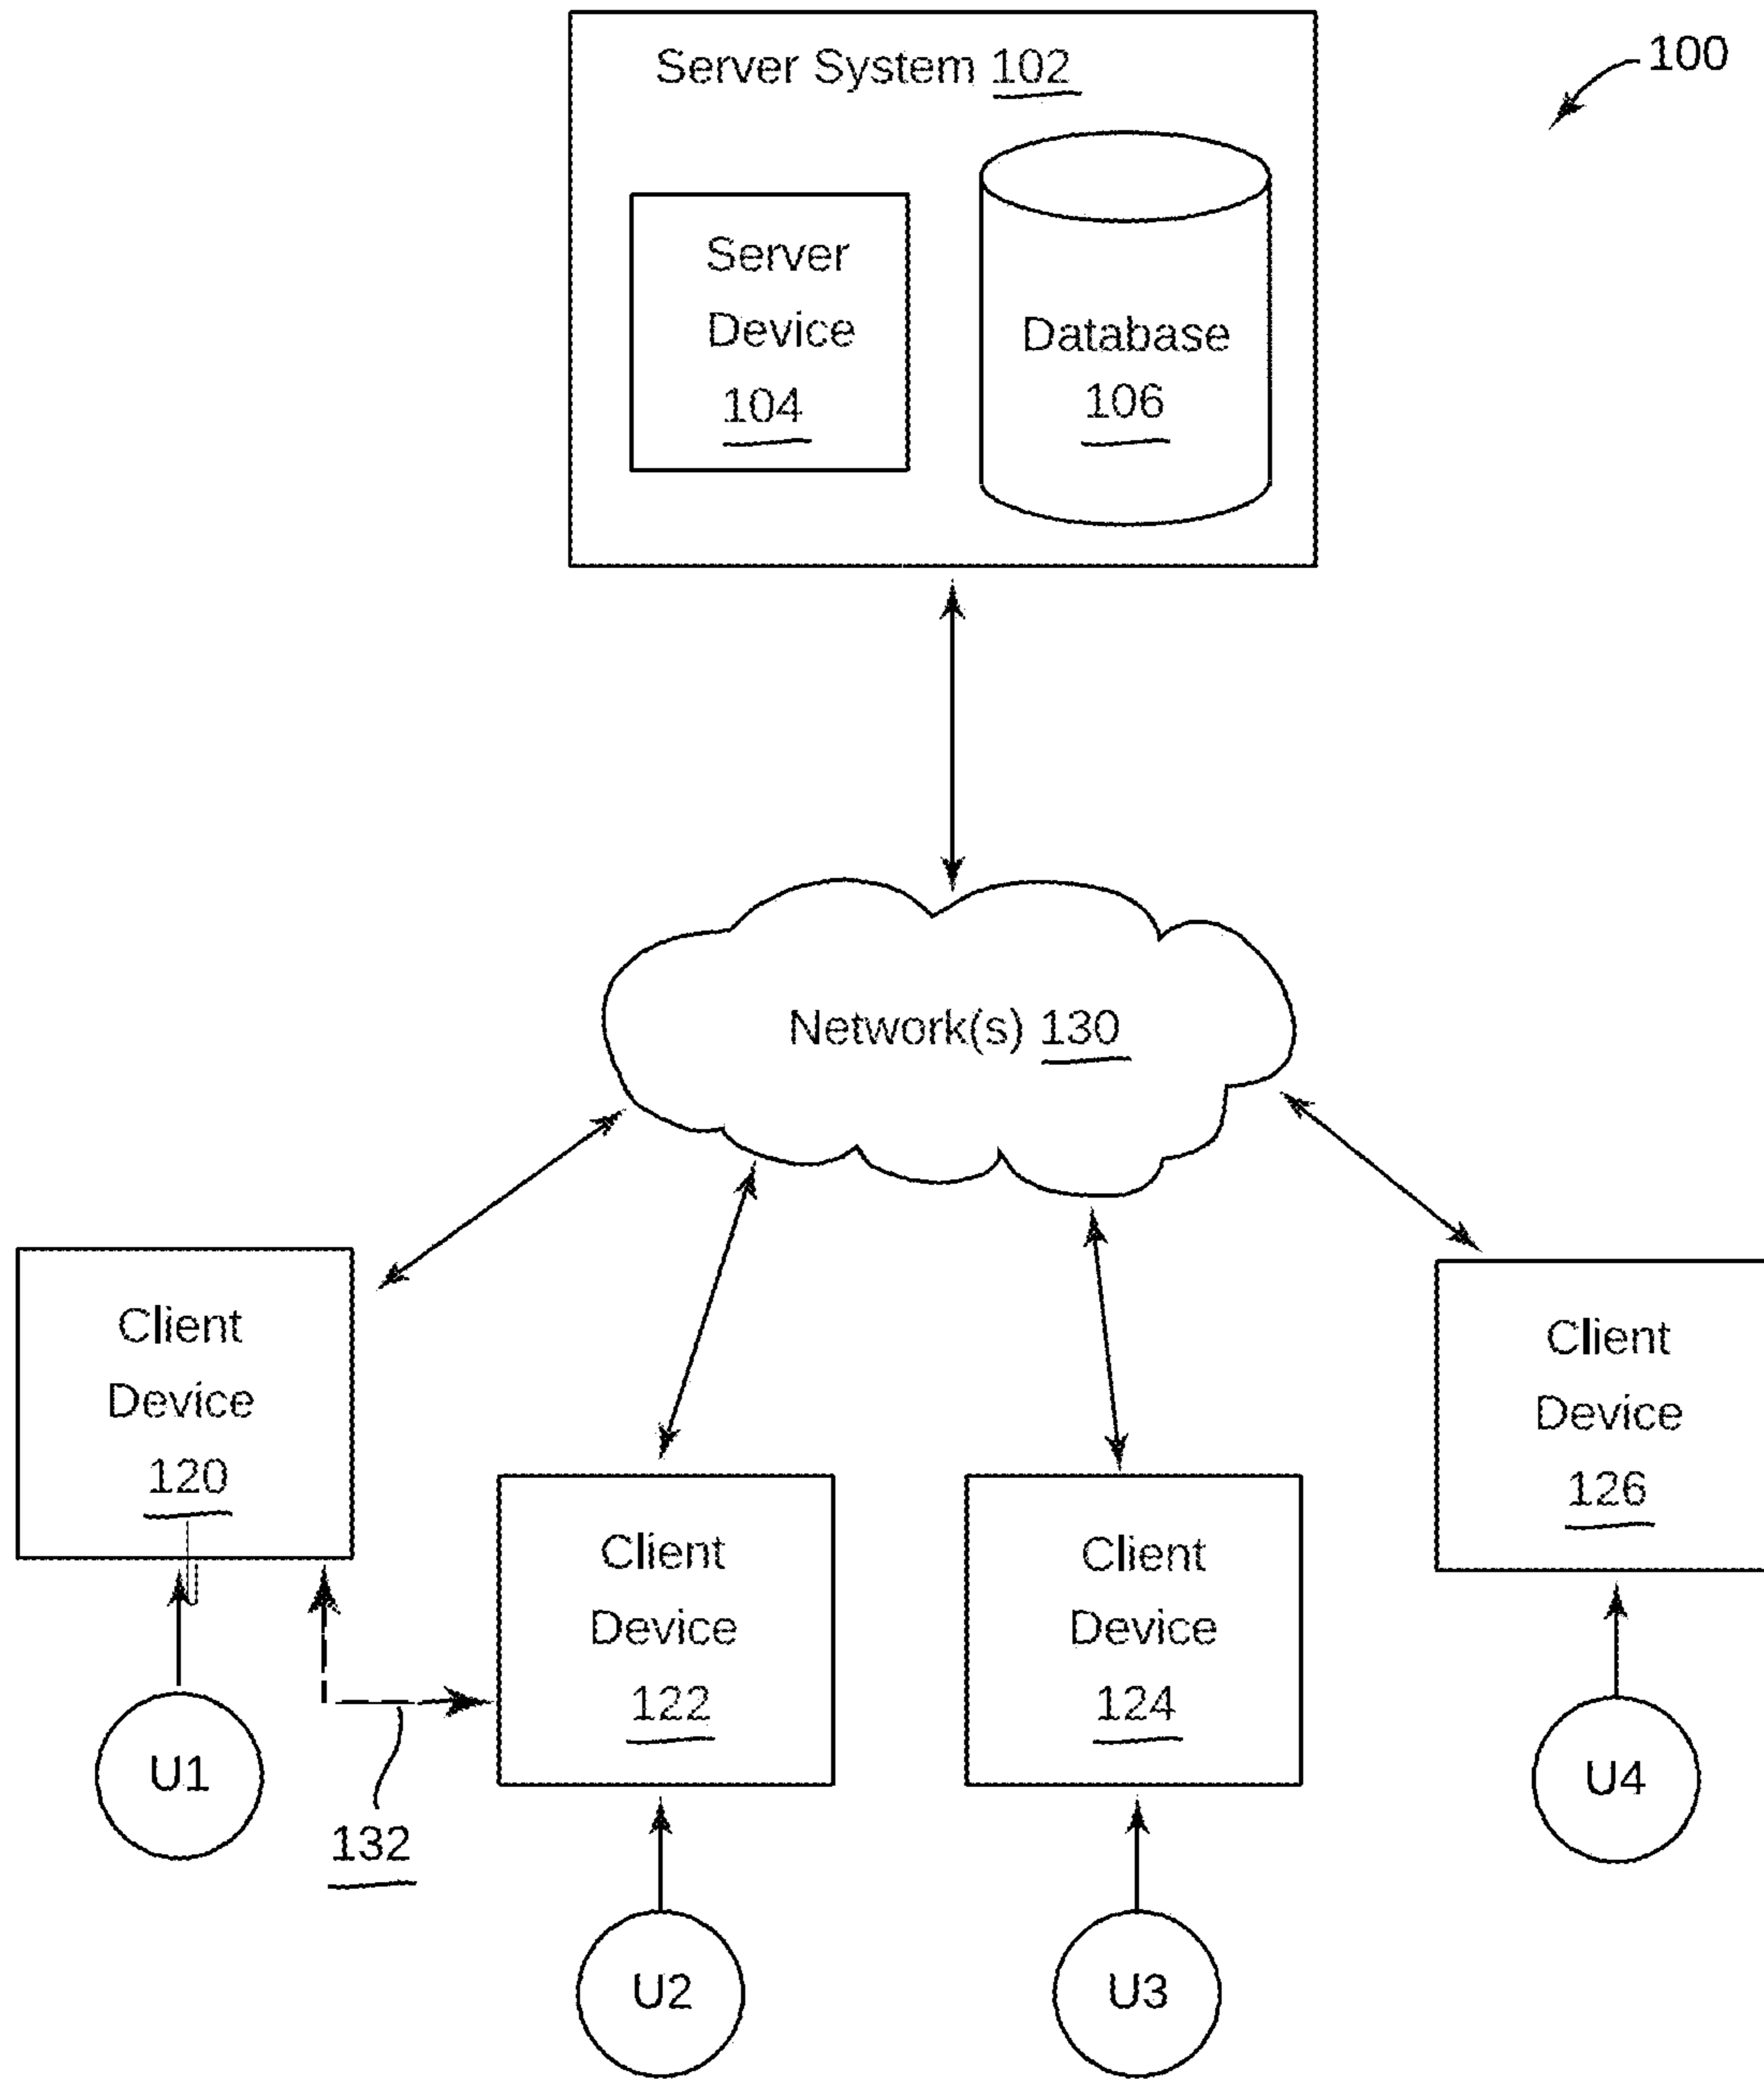 100
Server System 102
Server
Device
104
Database
106
Network(s) 130
Client
Device
120
Client
Device
122
Client
Device
124
Client
Device
126
132
U1
U2
U3
U4